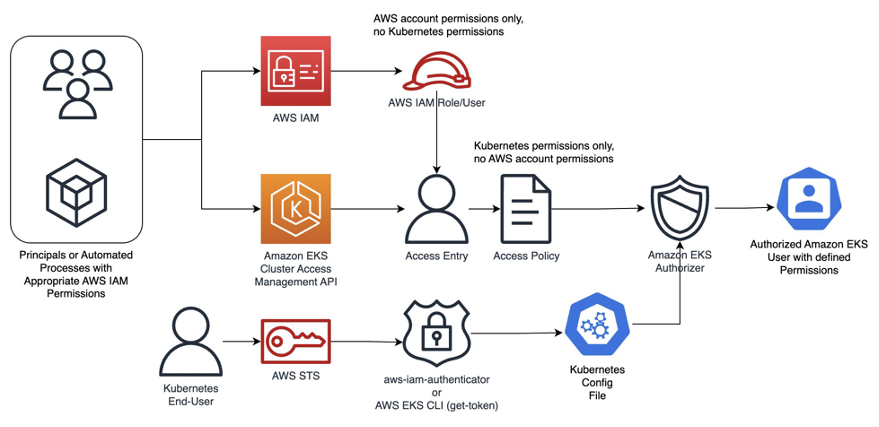 AWS account permissions only,
no Kubernetes permissions
AWS IAM
AWS IAM Role/User
Kubernetes permissions only,
no AWS account permissions
K
Principals or Automated
Processes with
Appropriate AWS IAM
Permissions
Amazon EKS
Cluster Access
Management API
Access Entry
Access Policy
Amazon EKS
Authorizer
Authorized Amazon EKS
User with defined
Permissions
Kubernetes
End-User
AWS STS
aws-iam-authenticator
or
AWS EKS CLI (get-token)
Kubernetes
Config
File